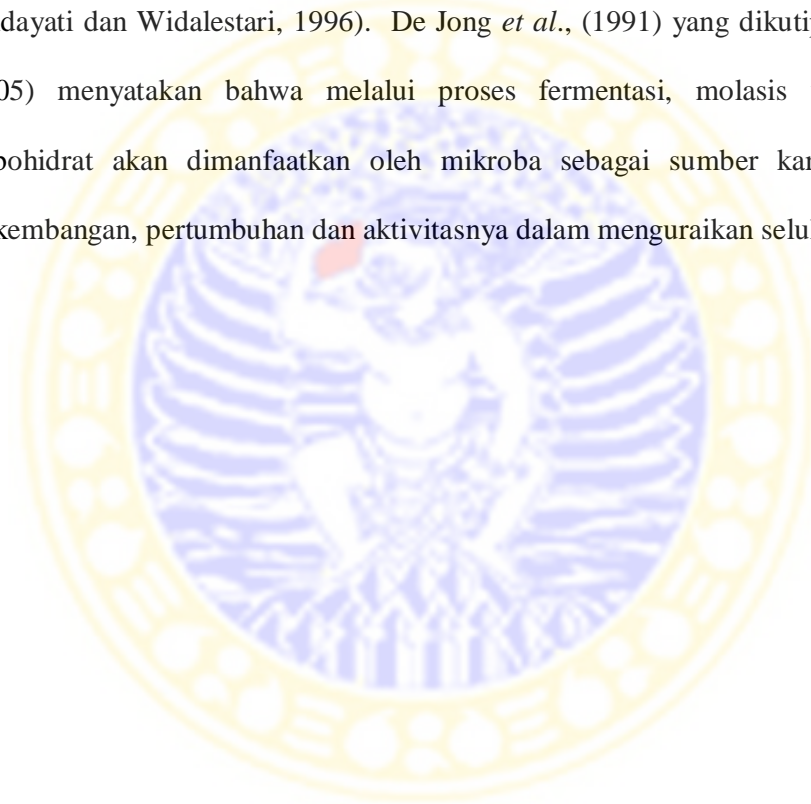 dayati dan Widalestari, 1996). De Jong et al., (1991) yang dikuti
05) menyatakan bahwa melalui proses fermentasi, molasis
bohidrat akan dimanfaatkan oleh mikroba sebagai sumber kar
kembangan, pertumbuhan dan aktivitasnya dalam menguraikan selul